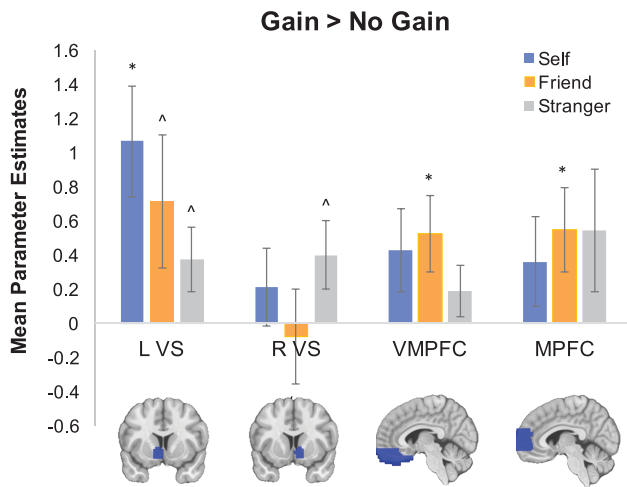 Gain > No Gain
Self
Friend
Stranger
Mean Parameter Estimates
1.6
1.4
1.2
1
0.8
0.6
0.4
0.2
0
-0.2
-0.4
-0.6
*
^
^
^
*
*
L VS
R VS
VMPFC
MPFC